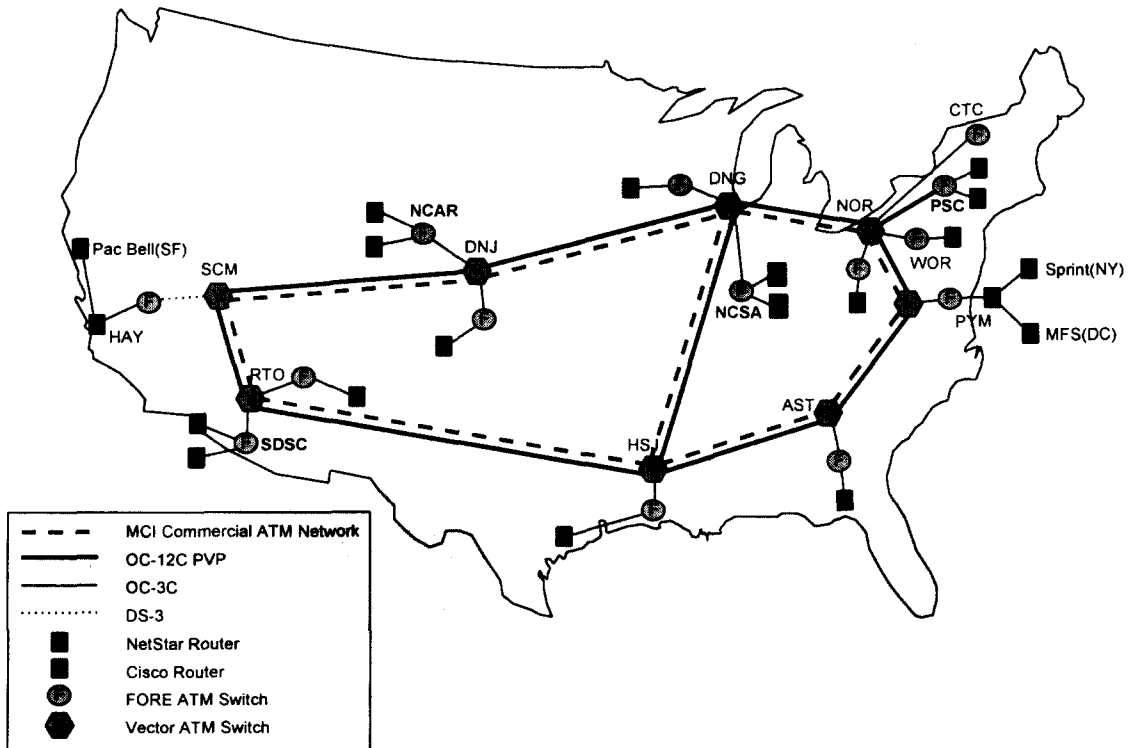 CTC
DNG
NOR
PSC
NCAR
WOR
Pac Bell(SF)
SCM
DNJ
Sprint(NY)
NCSA
F
F
F
F
F
F
F
F
F
F
F
F
F
HAY
PYM
MFS(DC)
RTO
AST
SDSC
HSJ
MCI Commercial ATM Network
OC-12C PVP
OC-3C
DS-3
NetStar Router
Cisco Router
F FORE ATM Switch
Vector ATM Switch